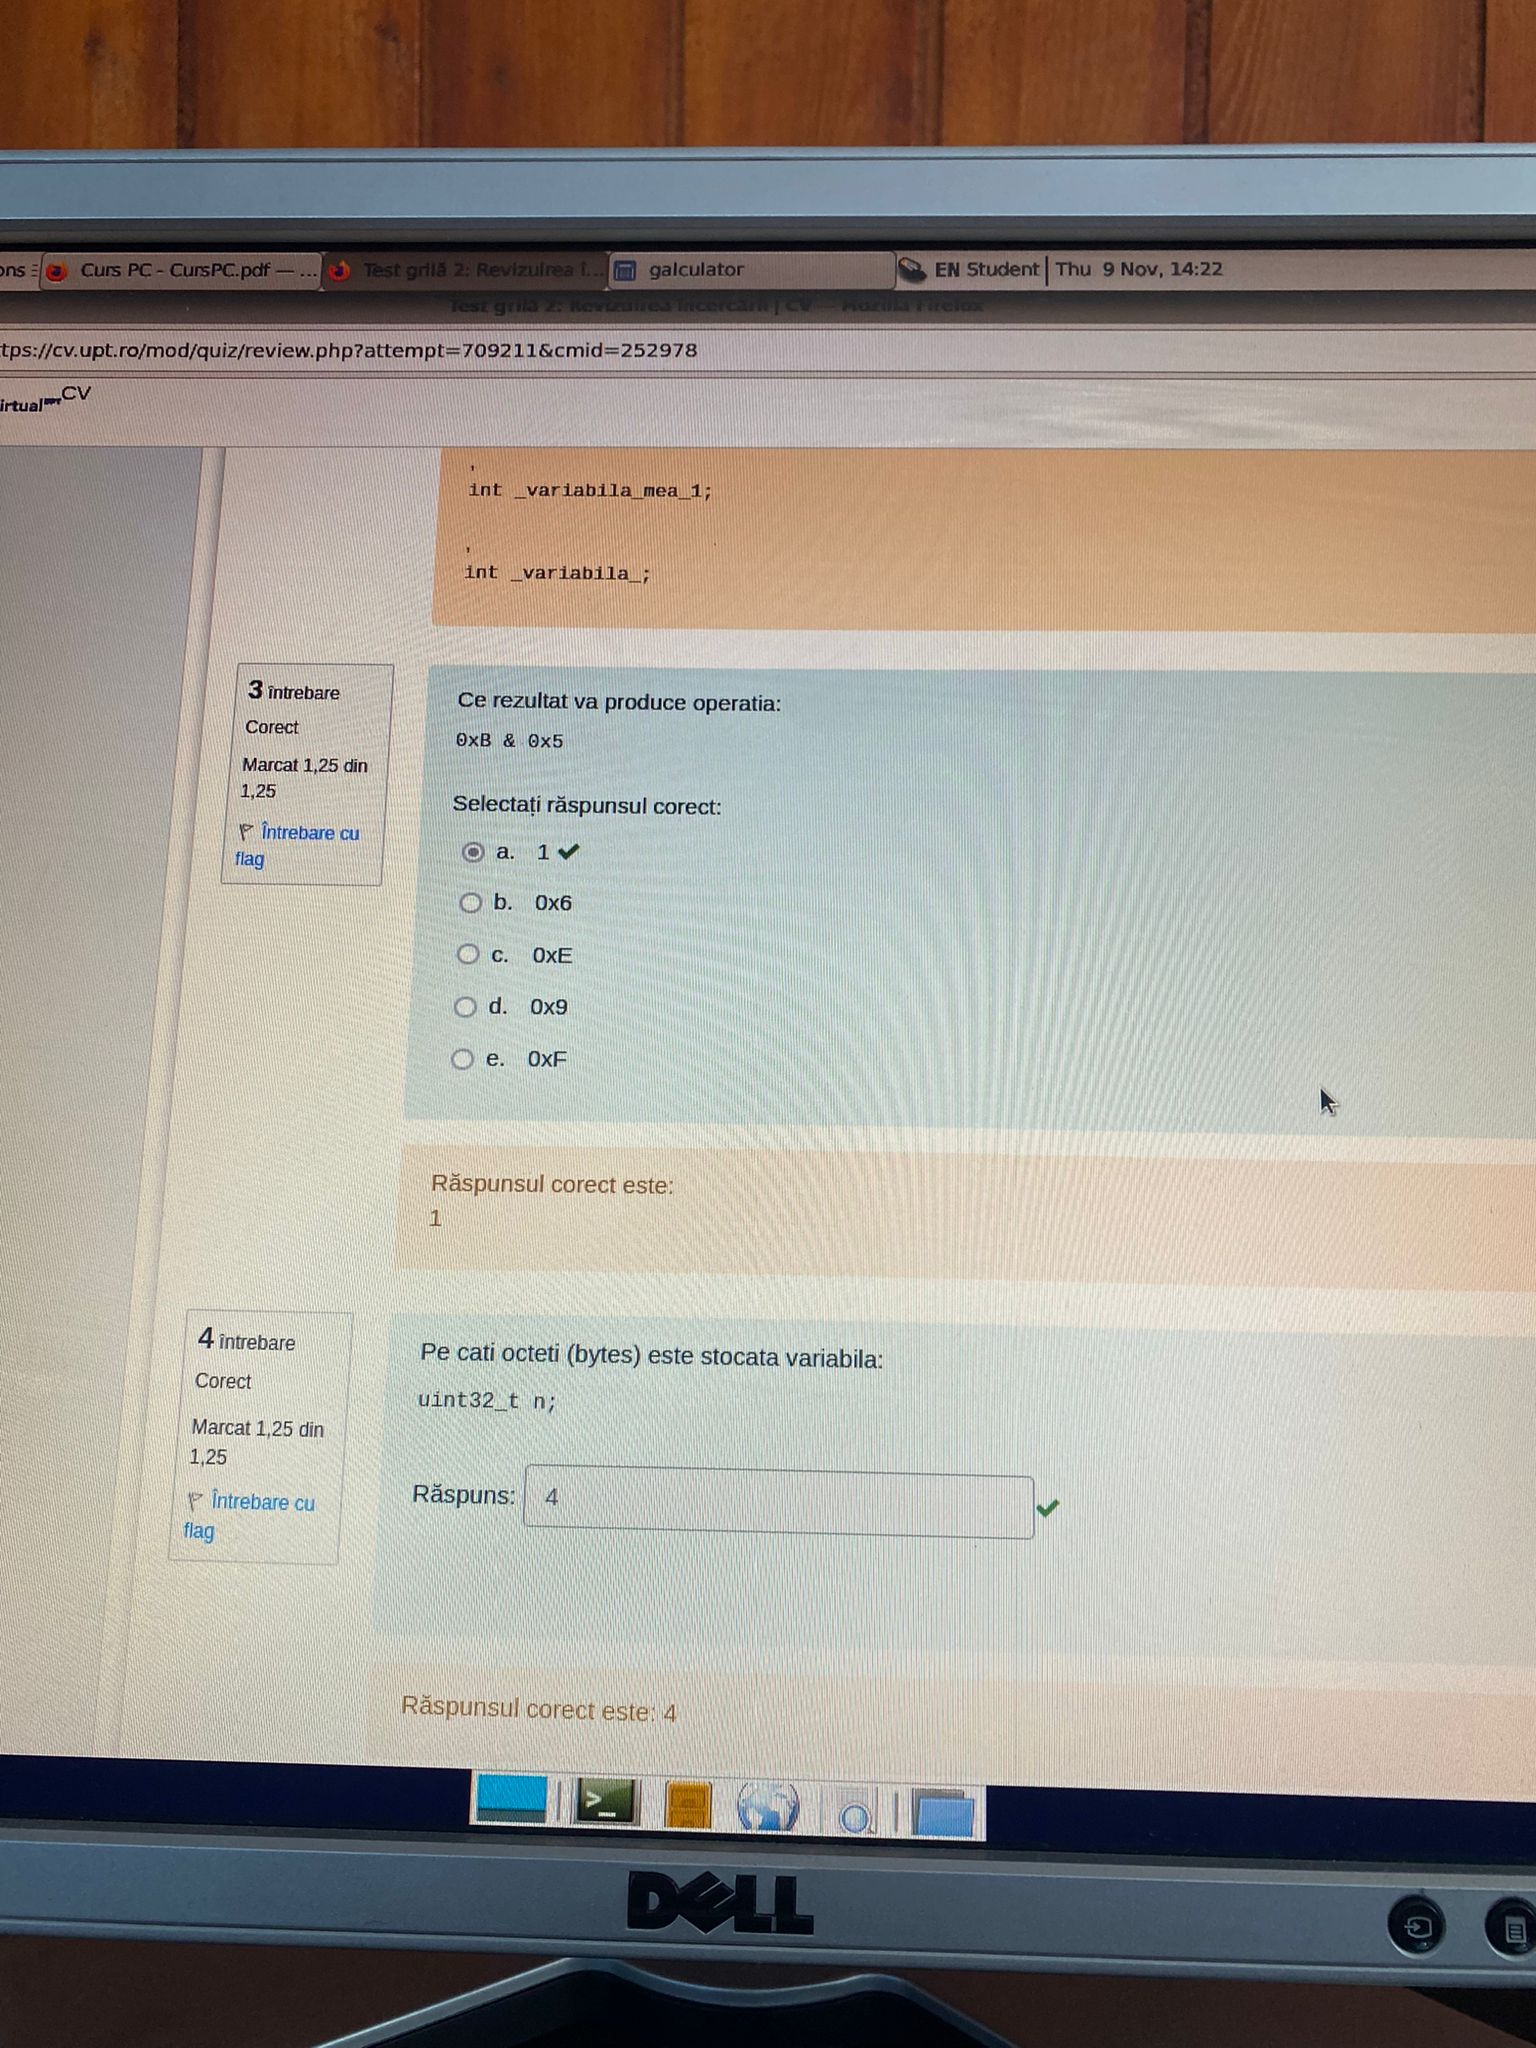 ons
Curs PC - CursPC.pdf — ...
Test grilă 2: Revizuirea î...
galculator
EN Student
Thu 9 Nov, 14:22
Test grilă 2: Revizuirea încercării | CV — Mozilla Firefox
tps://cv.upt.ro/mod/quiz/review.php?attempt=709211&cmid=252978
irtual
CV
,
int _variabila_mea_1;
,
int _variabila_;
3 întrebare
Corect
Marcat 1,25 din
1,25
Întrebare cu
flag
Ce rezultat va produce operatia:
0xB & 0x5
Selectați răspunsul corect:
a. 1
b. 0x6
c. 0xE
d. 0x9
e. 0xF
Răspunsul corect este:
1
4 întrebare
Corect
Marcat 1,25 din
1,25
Întrebare cu
flag
Pe cati octeti (bytes) este stocata variabila:
uint32_t n;
Răspuns: 4
Răspunsul corect este: 4
DELL